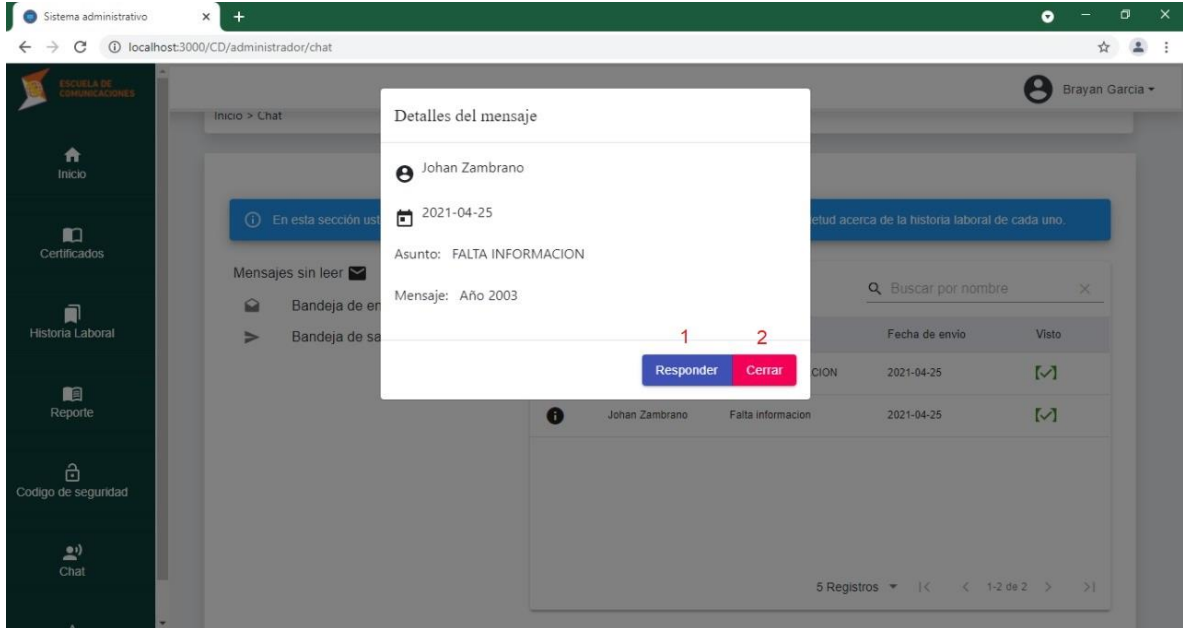 Sistema administrativo
localhost:3000/CD/administrador/chat
ESCUELA DE
COMUNICACIONES
Brayan Garcia
Inicio > Chat
Inicio
Certificados
Historia Laboral
Reporte
Codigo de seguridad
Chat
En esta sección ust
etud acerca de la historia laboral de cada uno.
Mensajes sin leer
Bandeja de en
Bandeja de sa
Detalles del mensaje
Johan Zambrano
2021-04-25
Asunto: FALTA INFORMACION
Mensaje: Año 2003
1 2
Responder Cerrar
Buscar por nombre
Fecha de envio Visto
CION 2021-04-25
Johan Zambrano Falta informacion 2021-04-25
5 Registros 1-2 de 2